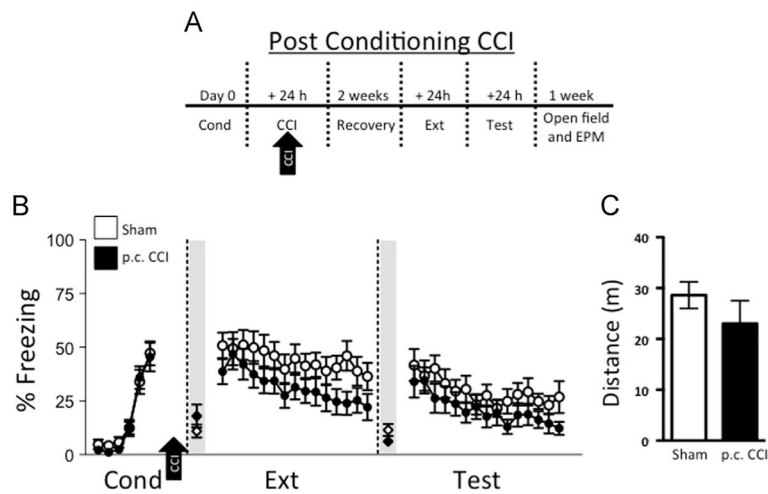 A
Post Conditioning CCI
Day 0 + 24 h 2 weeks + 24h +24 h 1 week
Cond CCI Recovery Ext Test Open field
and EPM
CCI
B
Sham
p.c. CCI
100
75
50
25
0
% Freezing
CCI
Cond Ext Test
C
40
30
20
10
0
Distance (m)
Sham p.c. CCI